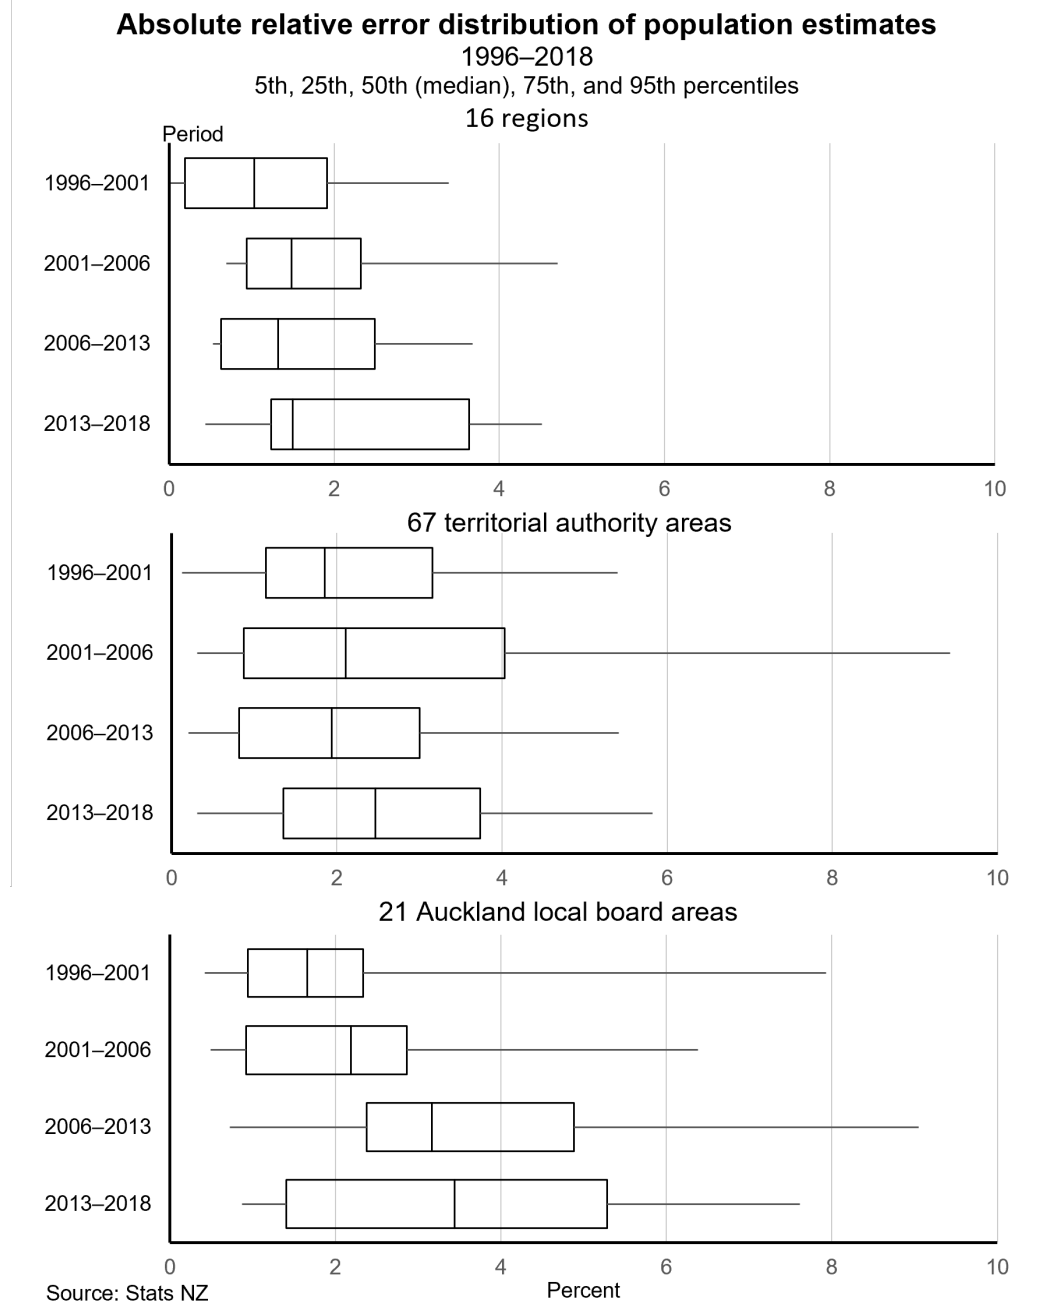 Absolute relative error distribution of population estimates
1996–2018
5th, 25th, 50th (median), 75th, and 95th percentiles
16 regions
Period
1996–2001
2001–2006
2006–2013
2013–2018
0 2 4 6 8 10
67 territorial authority areas
1996–2001
2001–2006
2006–2013
2013–2018
0 2 4 6 8 10
21 Auckland local board areas
1996–2001
2001–2006
2006–2013
2013–2018
0 2 4 6 8 10
Percent
Source: Stats NZ